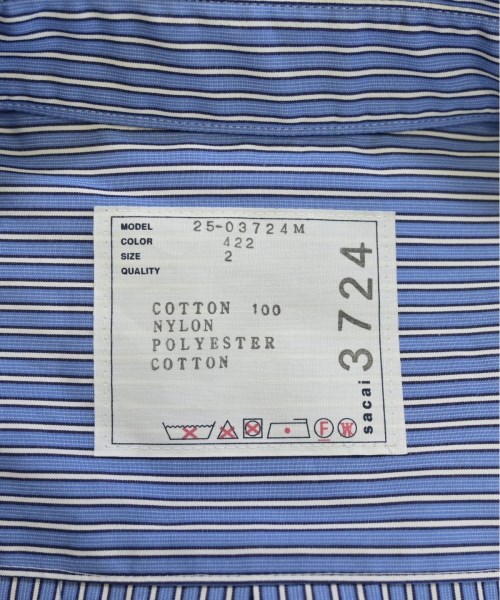 MODEL 25-03724M
COLOR 422
SIZE 2
QUALITY
COTTON 100
NYLON
POLYESTER
COTTON
F
W
sacai 3724